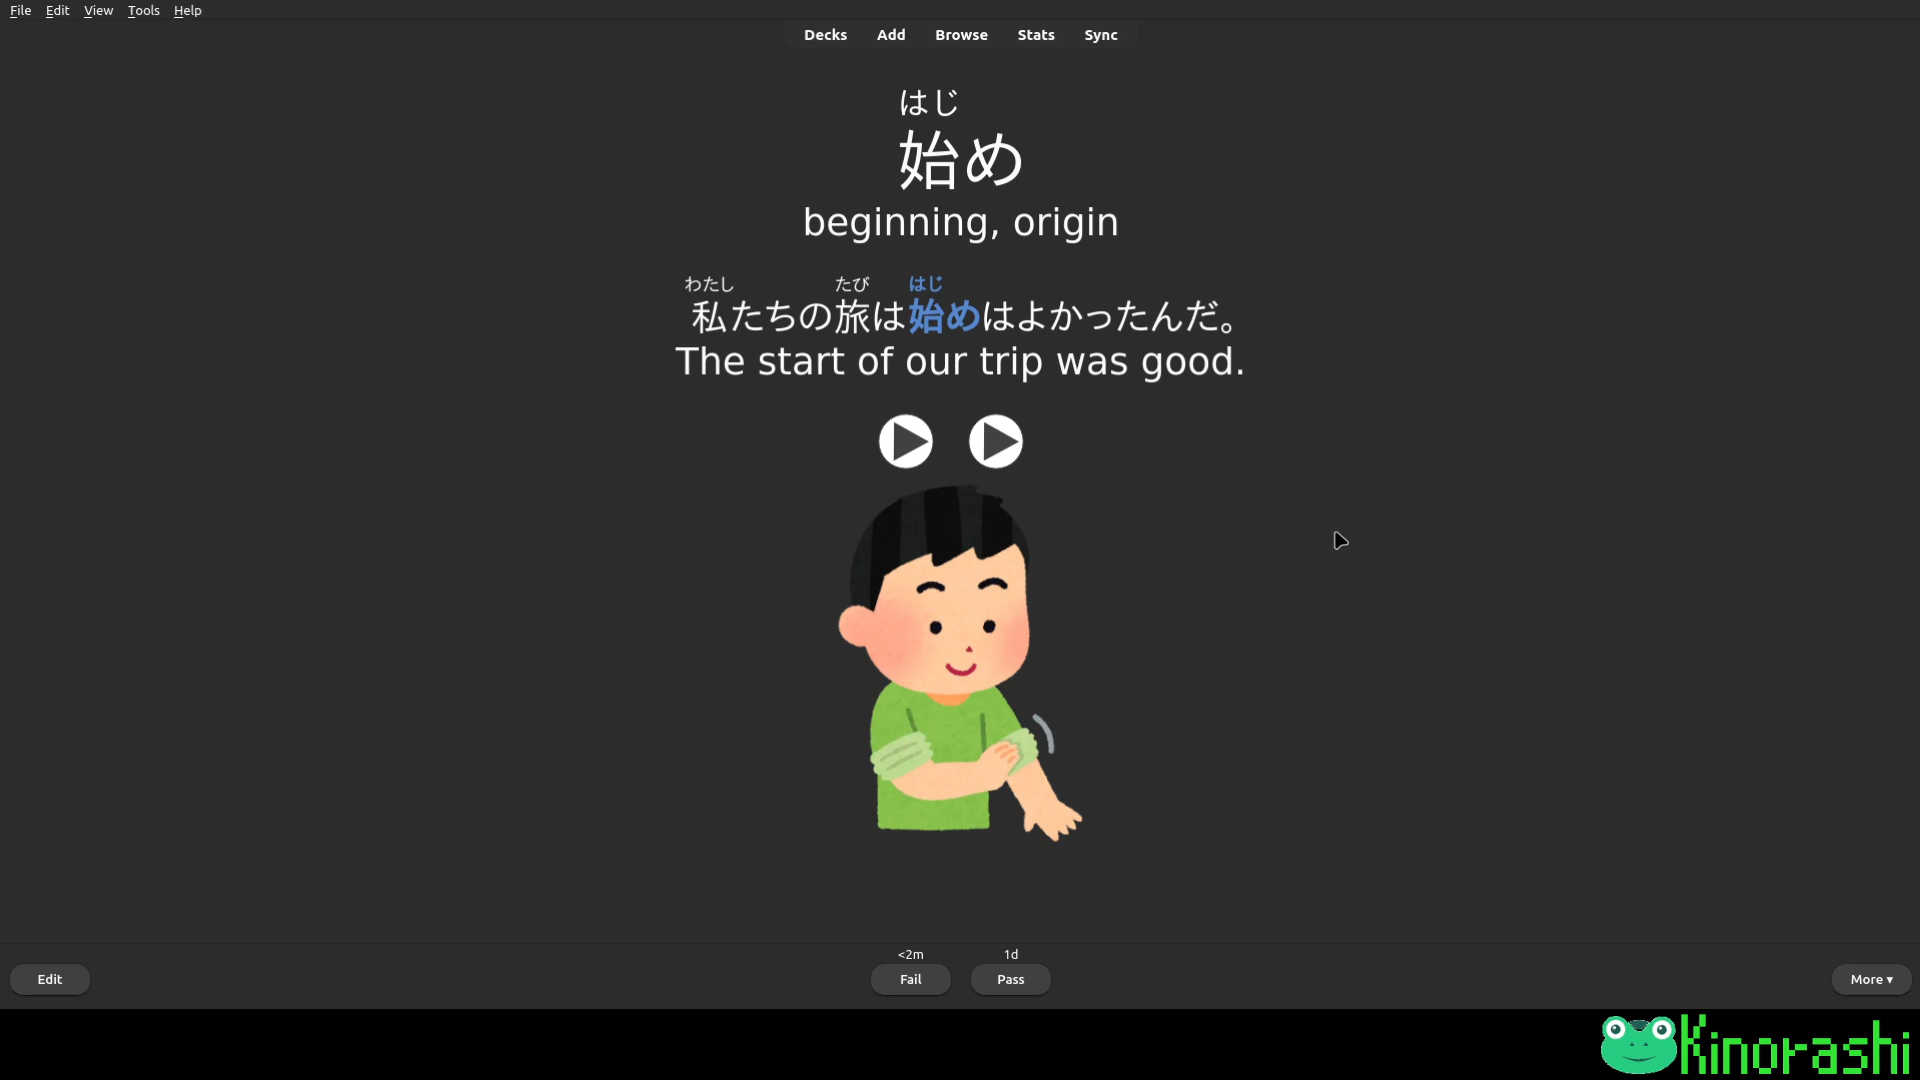 File Edit View Tools Help
Decks Add Browse Stats Sync
はじ
始め
beginning, origin
わたし たび はじ
私たちの旅は始めはよかったんだ。
The start of our trip was good.
<2m 1d
Edit Fail Pass More ▾
Kinorashi